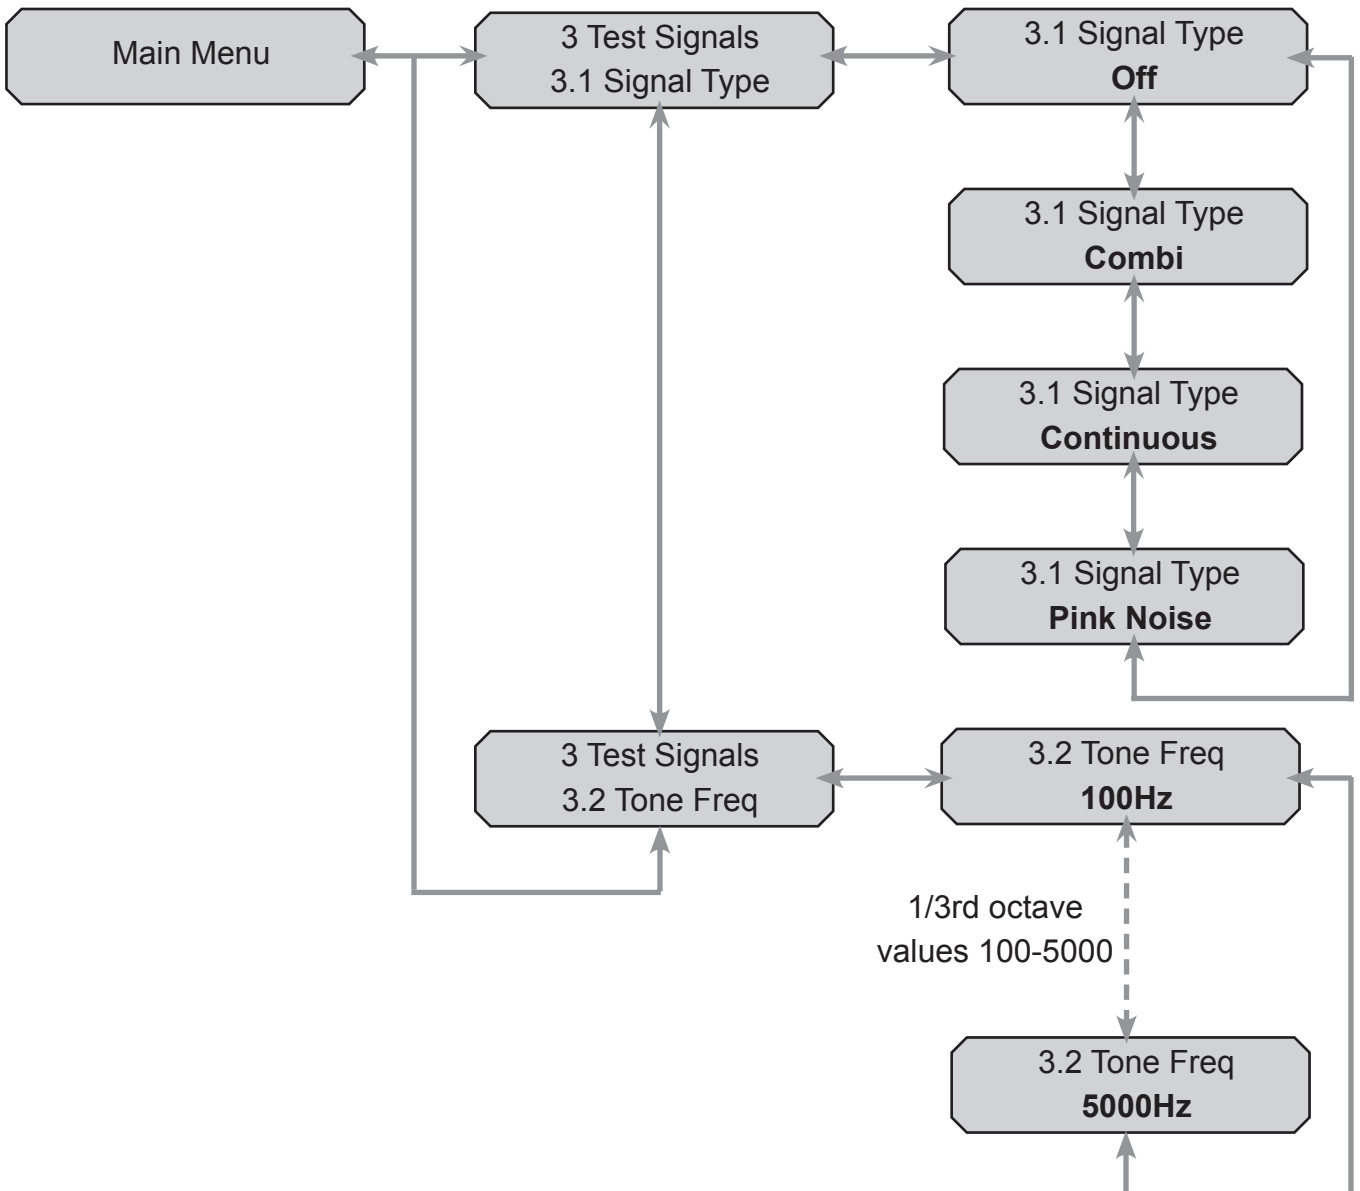 Main Menu
3 Test Signals
3.1 Signal Type
3.1 Signal Type
Off
3.1 Signal Type
Combi
3.1 Signal Type
Continuous
3.1 Signal Type
Pink Noise
3 Test Signals
3.2 Tone Freq
3.2 Tone Freq
100Hz
1/3rd octave
values 100-5000
3.2 Tone Freq
5000Hz